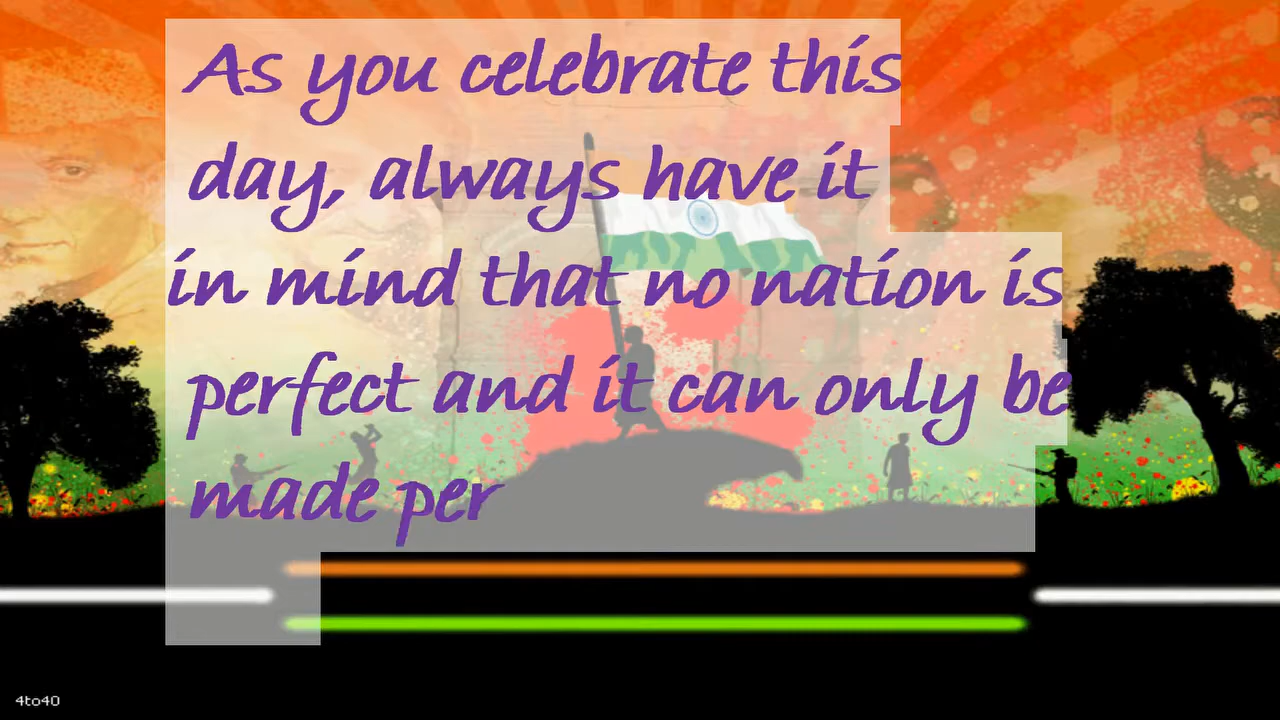 As you celebrate this
day, always have it
in mind that no nation is
perfect and it can only be
made per
4to40